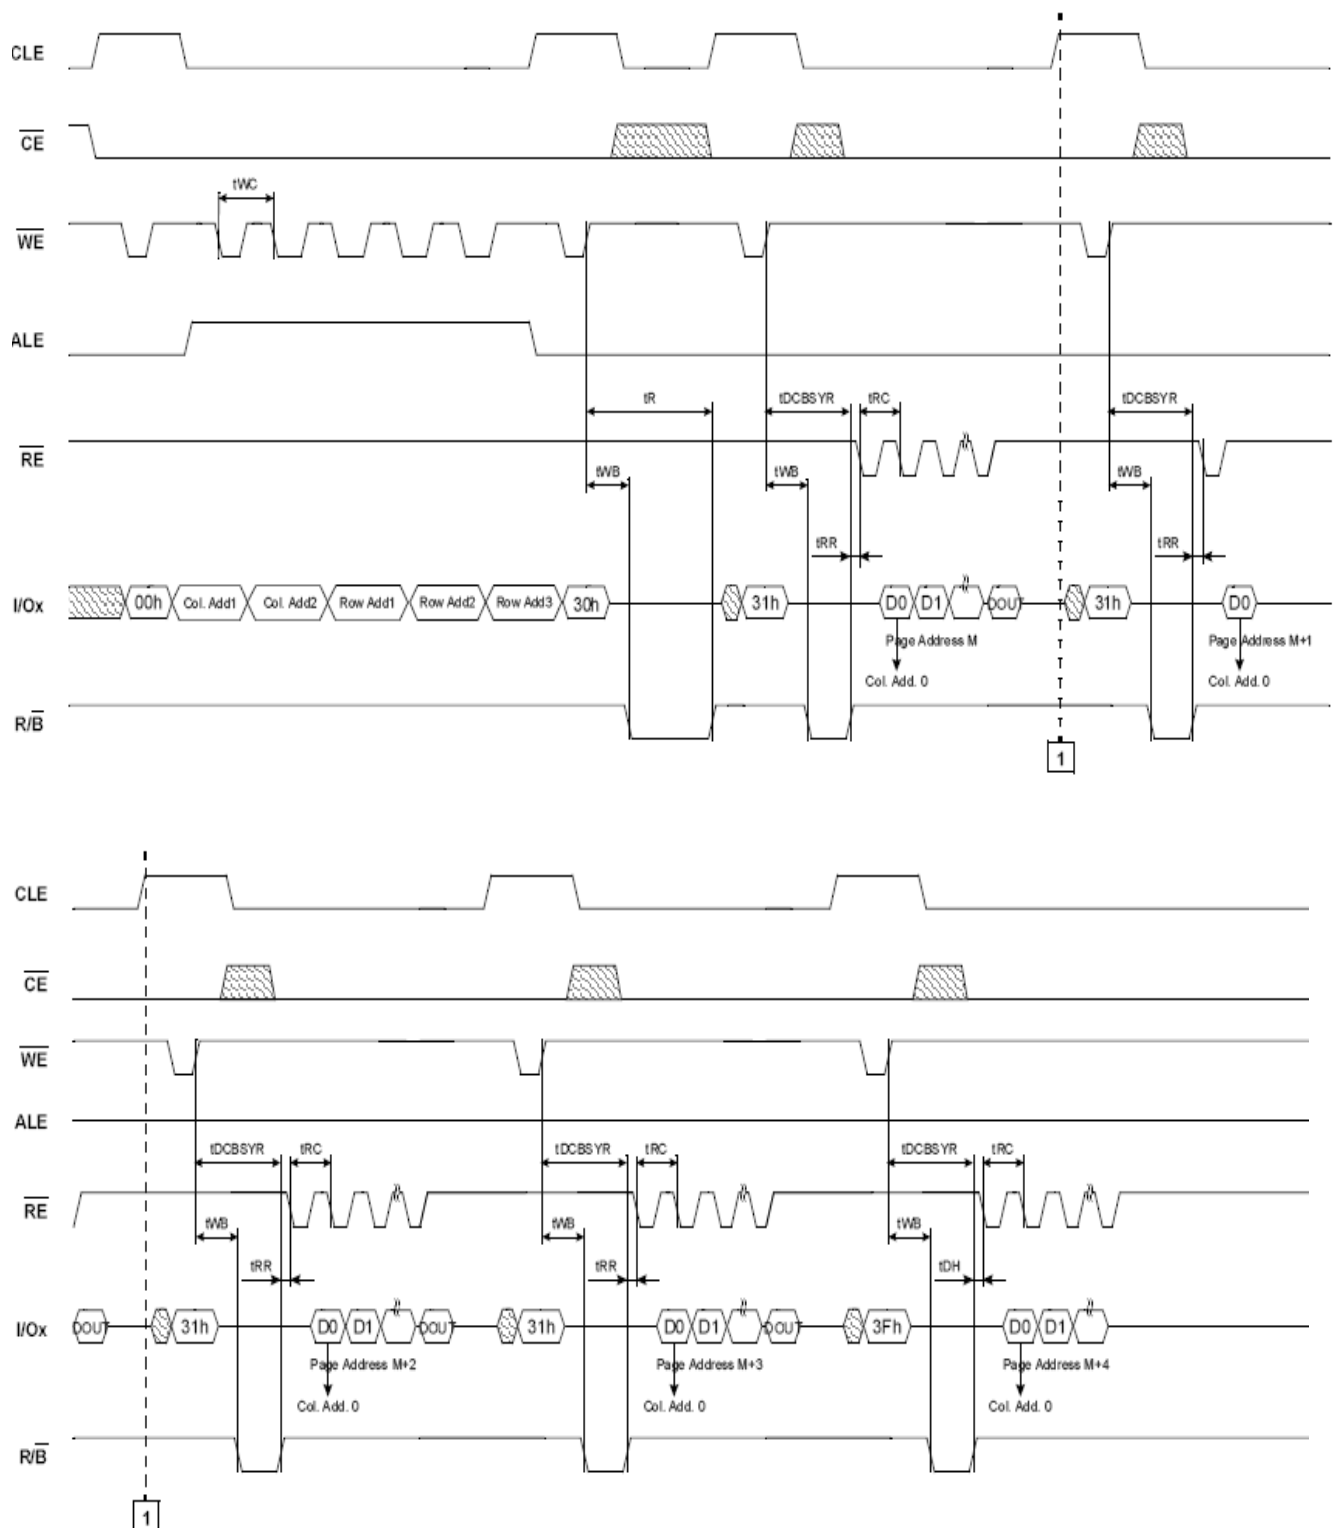 CLE
CE
tWC
WE
ALE
tR
tDCBSYR
tRC
tDCBSYR
RE
tWB
tWB
tWB
tRR
tRR
I/Ox
00h
Col. Add1
Col. Add2
Row Add1
Row Add2
Row Add3
30h
31h
D0
D1
DOUT
31h
D0
Page Address M
Page Address M+1
Col. Add. 0
Col. Add. 0
R/B
1
CLE
CE
WE
ALE
tDCBSYR
tRC
tDCBSYR
tRC
tDCBSYR
tRC
RE
tWB
tWB
tWB
tRR
tRR
tDH
I/Ox
DOUT
31h
D0
D1
DOUT
31h
D0
D1
DOUT
3Fh
D0
D1
Page Address M+2
Page Address M+3
Page Address M+4
Col. Add. 0
Col. Add. 0
Col. Add. 0
R/B
1